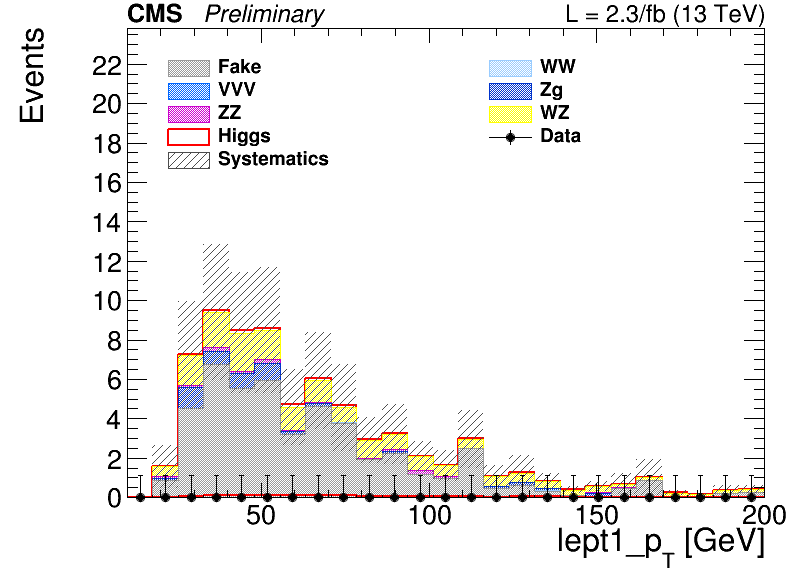 CMS Preliminary L = 2.3/fb (13 TeV)
Events
22
20
18
16
14
12
10
8
6
4
2
0
Fake
VVV
ZZ
Higgs
Systematics
WW
Zg
WZ
Data
50 100 150 200
lept1_p_T [GeV]